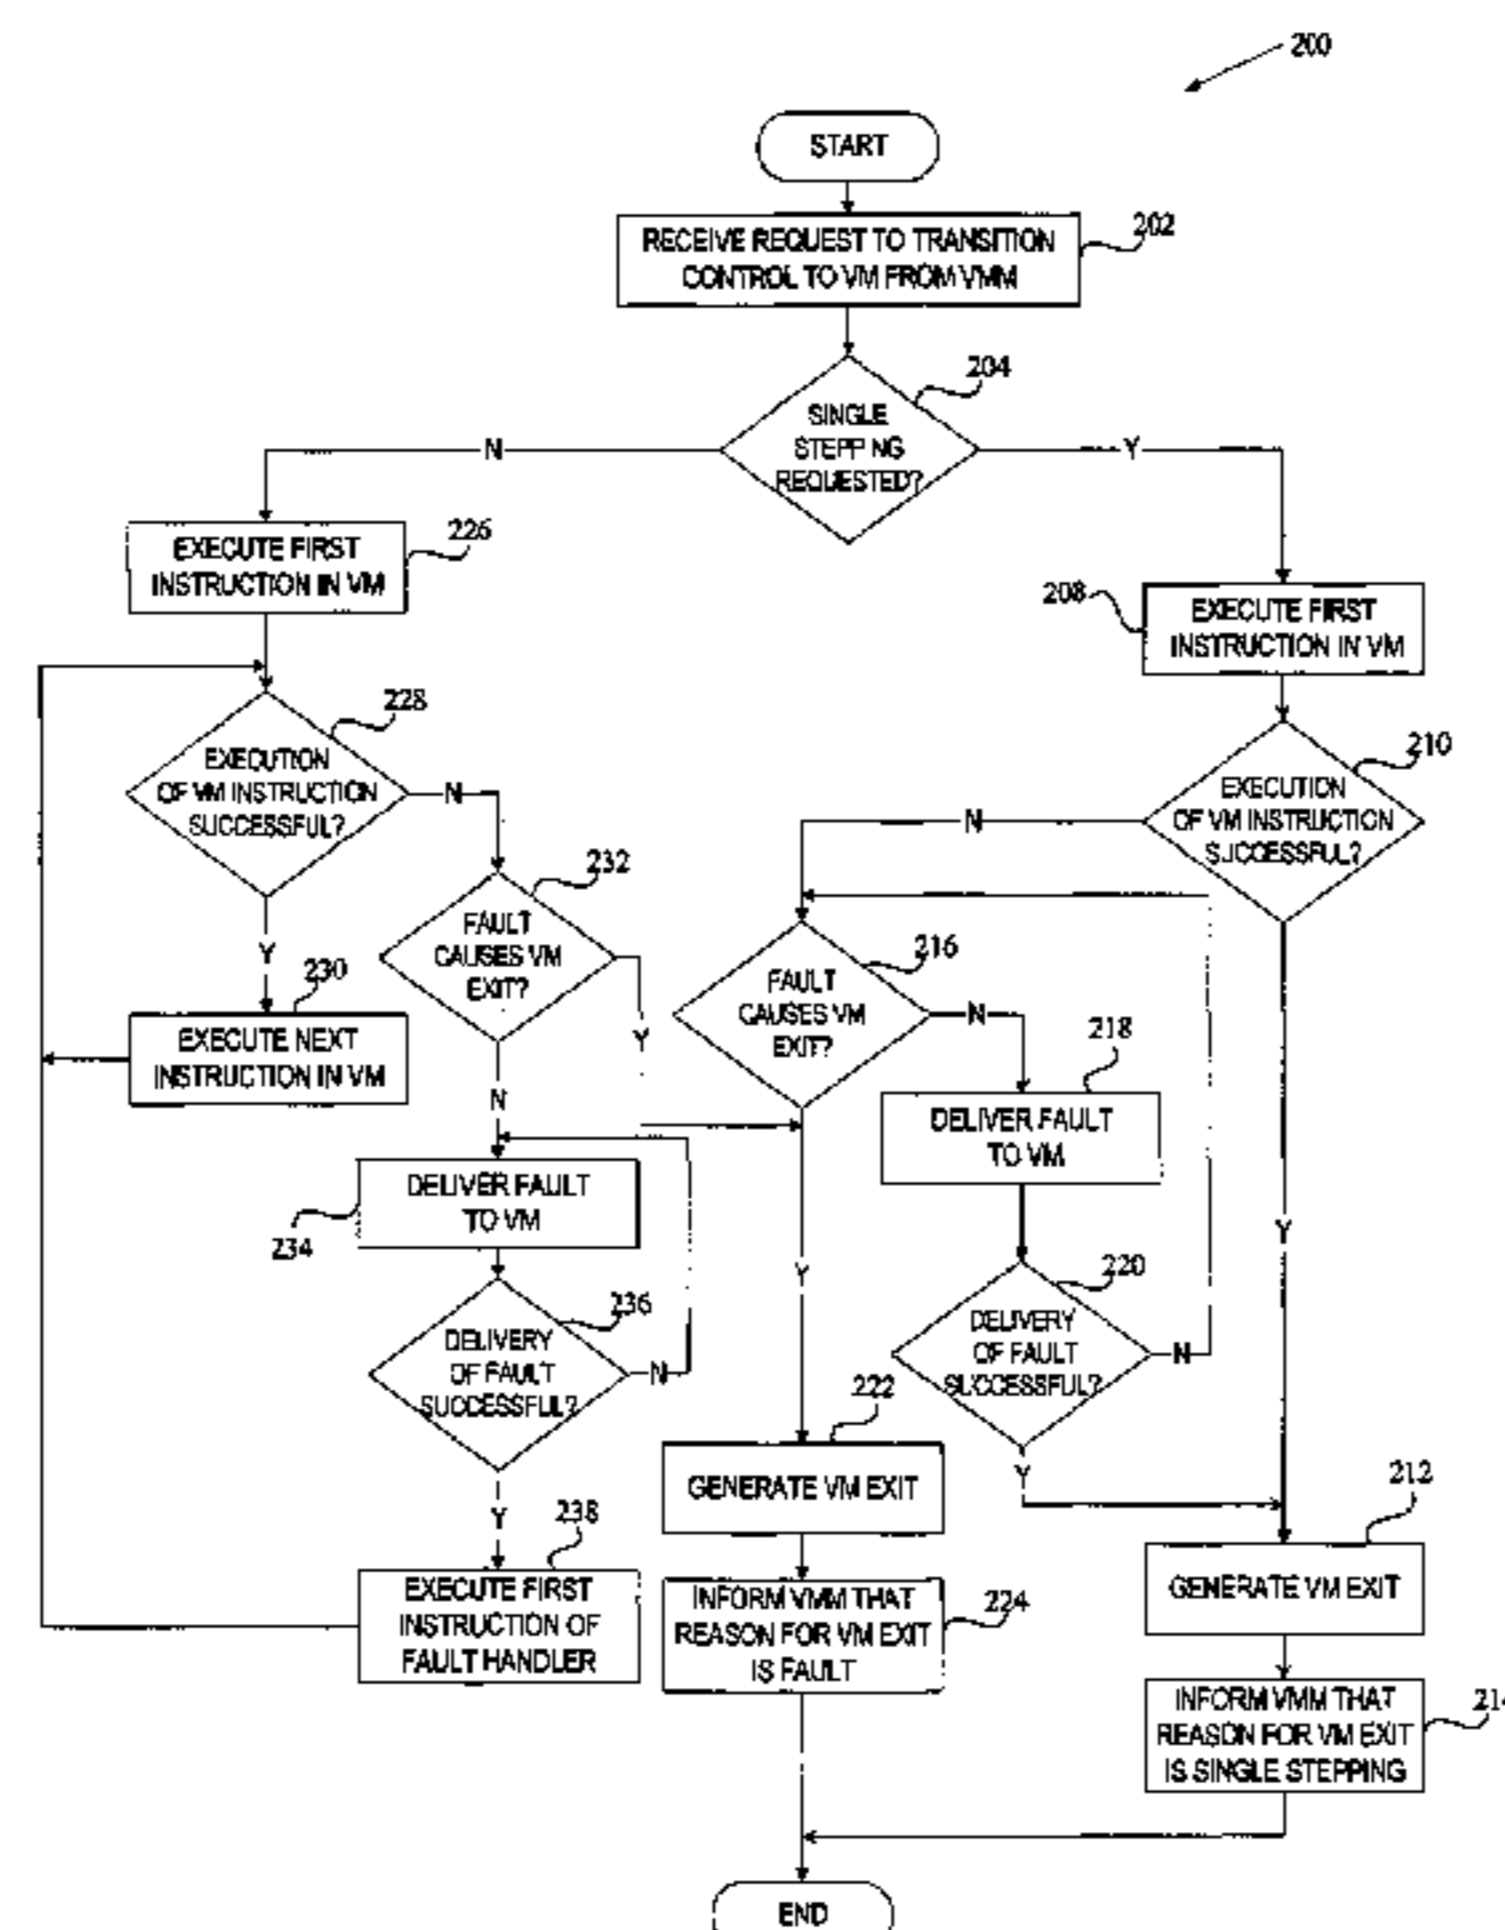 200
START
RECEIVE REQUEST TO TRANSITION
CONTROL TO VM FROM VMM
202
SINGLE
STEPPING
REQUESTED?
204
N
Y
EXECUTE FIRST
INSTRUCTION IN VM
226
208
EXECUTE FIRST
INSTRUCTION IN VM
228
EXECUTION
OF VM INSTRUCTION
SUCCESSFUL?
N
Y
210
EXECUTION
OF VM INSTRUCTION
SUCCESSFUL?
N
Y
232
FAULT
CAUSES VM
EXIT?
Y
N
216
FAULT
CAUSES VM
EXIT?
N
Y
230
EXECUTE NEXT
INSTRUCTION IN VM
218
DELIVER FAULT
TO VM
DELIVER FAULT
TO VM
234
220
DELIVERY
OF FAULT
SUCCESSFUL?
N
Y
236
DELIVERY
OF FAULT
SUCCESSFUL?
N
Y
222
GENERATE VM EXIT
212
GENERATE VM EXIT
238
EXECUTE FIRST
INSTRUCTION OF
FAULT HANDLER
INFORM VMM THAT
REASON FOR VM EXIT
IS FAULT
224
INFORM VMM THAT
REASON FOR VM EXIT
IS SINGLE STEPPING
END